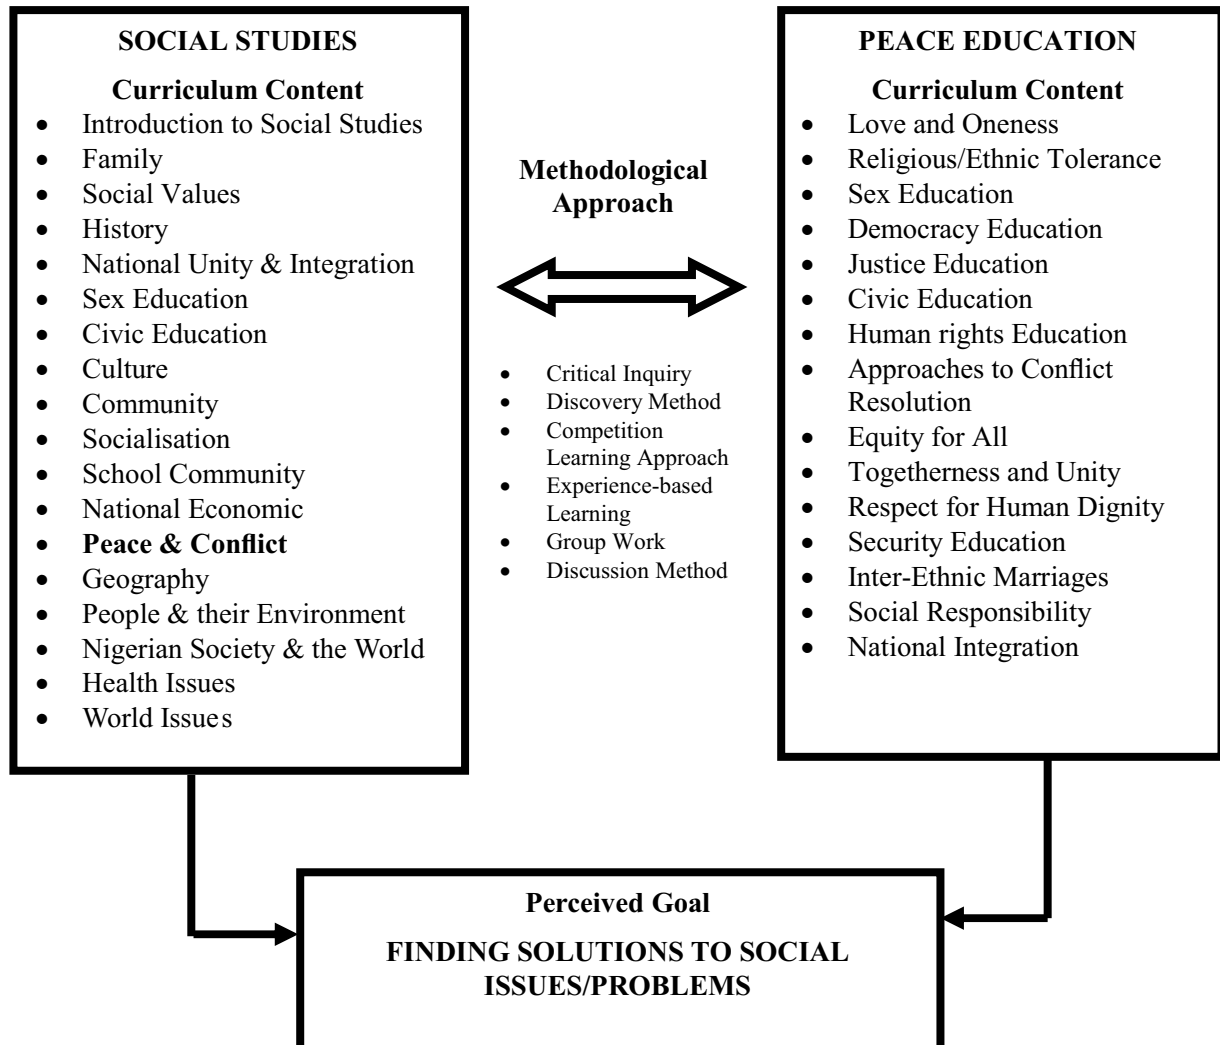 SOCIAL STUDIES
Curriculum Content
• Introduction to Social Studies
• Family
• Social Values
• History
• National Unity & Integration
• Sex Education
• Civic Education
• Culture
• Community
• Socialisation
• School Community
• National Economic
• Peace & Conflict
• Geography
• People & their Environment
• Nigerian Society & the World
• Health Issues
• World Issues
Methodological
Approach
• Critical Inquiry
• Discovery Method
• Competition
Learning Approach
• Experience-based
Learning
• Group Work
• Discussion Method
PEACE EDUCATION
Curriculum Content
• Love and Oneness
• Religious/Ethnic Tolerance
• Sex Education
• Democracy Education
• Justice Education
• Civic Education
• Human rights Education
• Approaches to Conflict
Resolution
• Equity for All
• Togetherness and Unity
• Respect for Human Dignity
• Security Education
• Inter-Ethnic Marriages
• Social Responsibility
• National Integration
Perceived Goal
FINDING SOLUTIONS TO SOCIAL
ISSUES/PROBLEMS